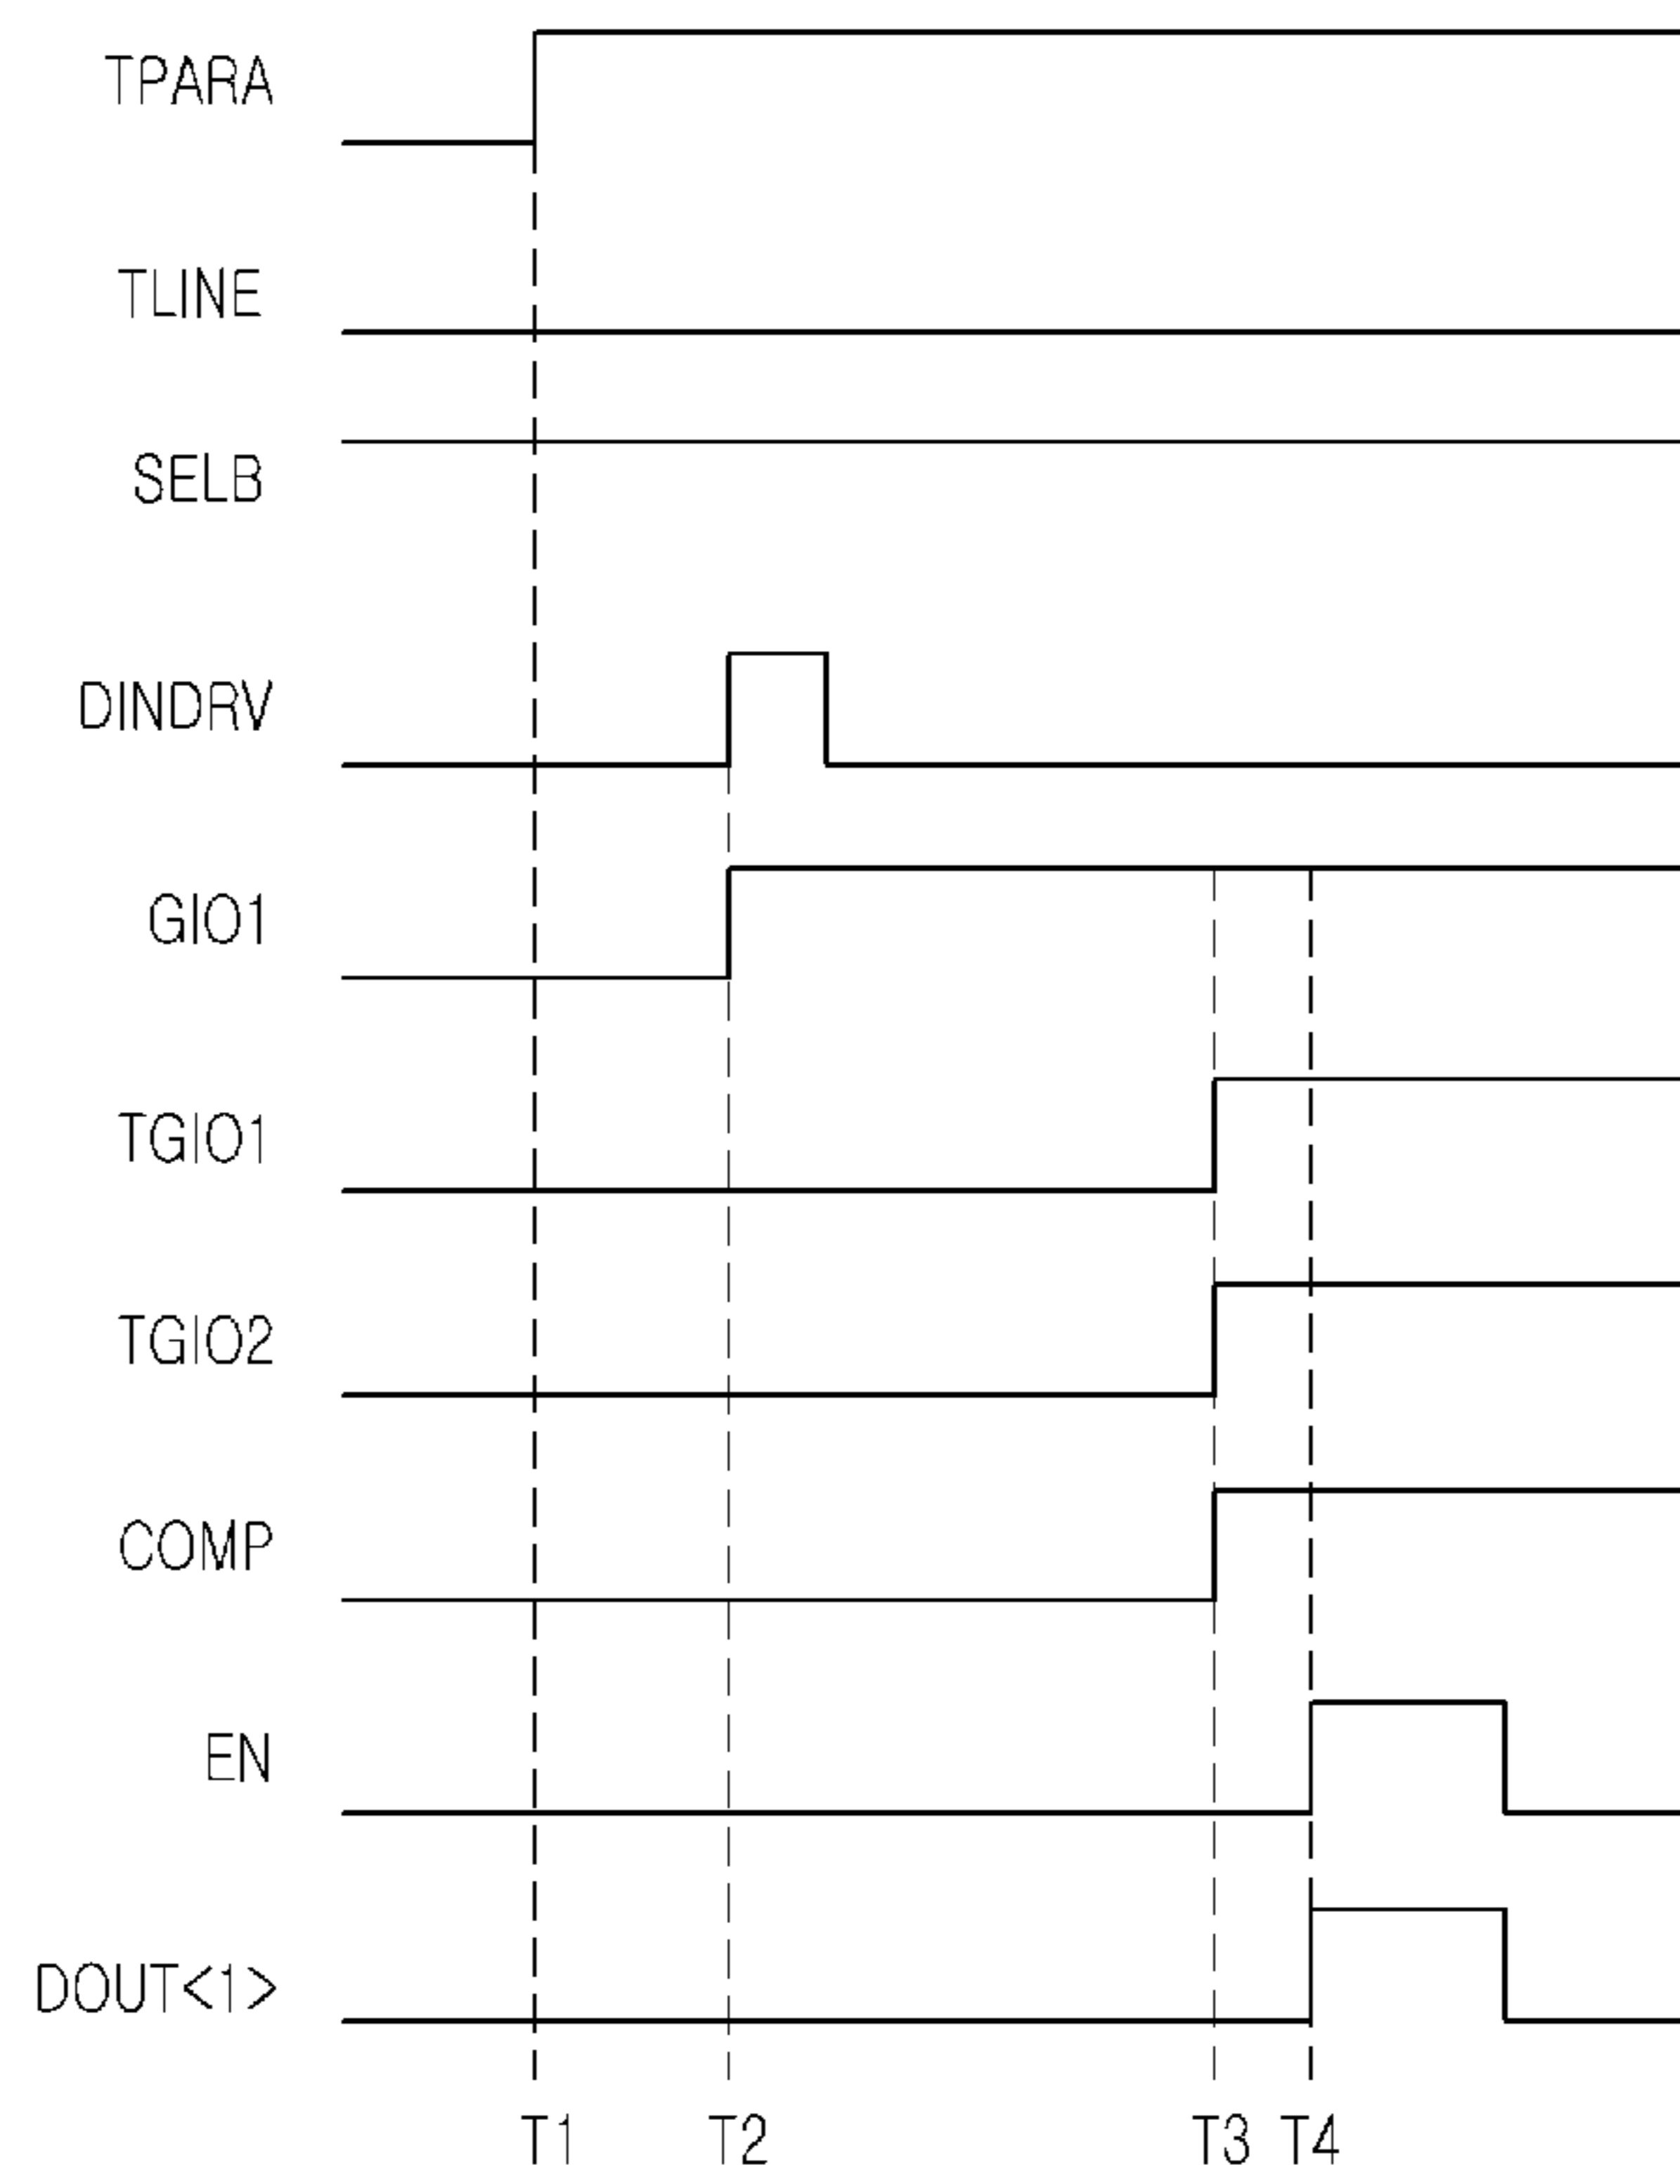 TPARA
TLINE
SELB
DINDRV
GIO1
TGIO1
TGIO2
COMP
EN
DOUT<1>
T1 T2 T3 T4